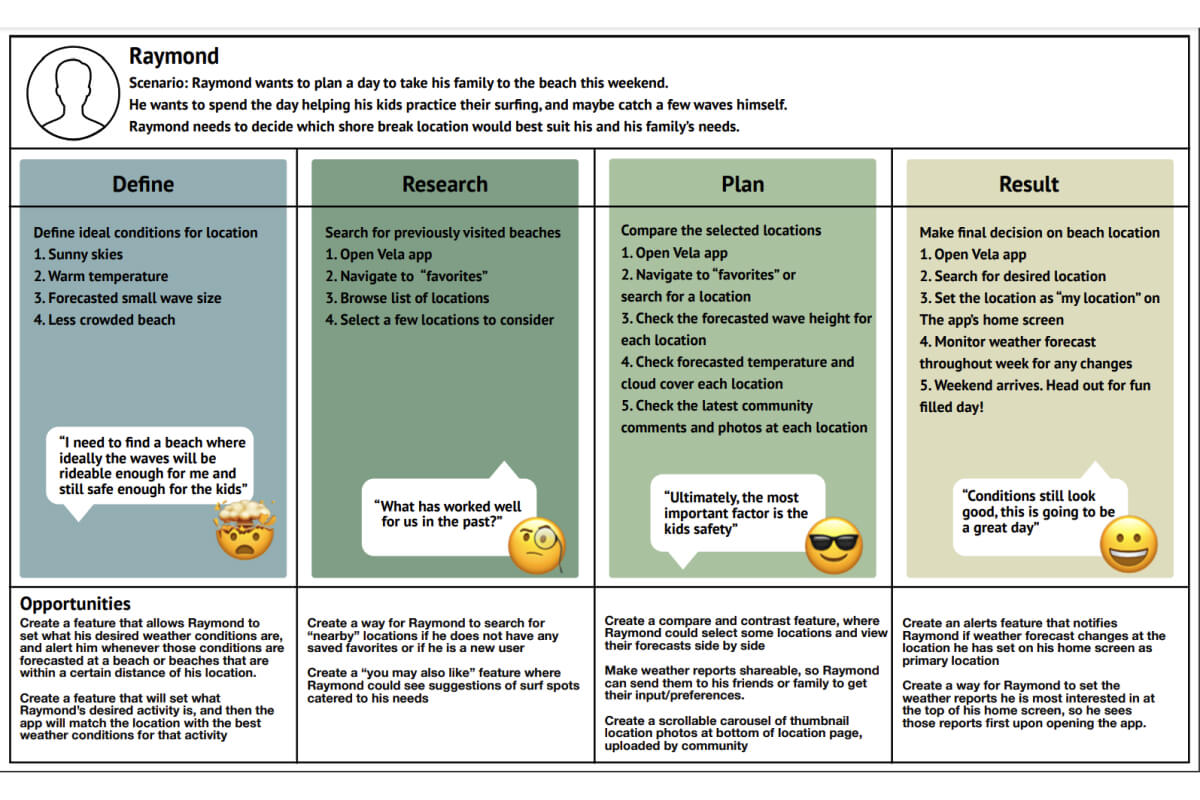 Raymond
Scenario: Raymond wants to plan a day to take his family to the beach this weekend.
He wants to spend the day helping his kids practice their surfing, and maybe catch a few waves himself.
Raymond needs to decide which shore break location would best suit his and his family's needs.
Define
Define ideal conditions for location
1. Sunny skies
2. Warm temperature
3. Forecasted small wave size
4. Less crowded beach
“I need to find a beach where
ideally the waves will be
rideable enough for me and
still safe enough for the kids”
Research
Search for previously visited beaches
1. Open Vela app
2. Navigate to “favorites”
3. Browse list of locations
4. Select a few locations to consider
“What has worked well
for us in the past?”
Plan
Compare the selected locations
1. Open Vela app
2. Navigate to “favorites” or
search for a location
3. Check the forecasted wave height for
each location
4. Check forecasted temperature and
cloud cover each location
5. Check the latest community
comments and photos at each location
“Ultimately, the most
important factor is the
kids safety”
Result
Make final decision on beach location
1. Open Vela app
2. Search for desired location
3. Set the location as “my location” on
The app's home screen
4. Monitor weather forecast
throughout week for any changes
5. Weekend arrives. Head out for fun
filled day!
“Conditions still look
good, this is going to be
a great day”
Opportunities
Create a feature that allows Raymond to
set what his desired weather conditions are,
and alert him whenever those conditions are
forecasted at a beach or beaches that are
within a certain distance of his location.
Create a feature that will set what
Raymond's desired activity is, and then the
app will match the location with the best
weather conditions for that activity
Create a way for Raymond to search for
“nearby” locations if he does not have any
saved favorites or if he is a new user
Create a “you may also like” feature where
Raymond could see suggestions of surf spots
catered to his needs
Create a compare and contrast feature, where
Raymond could select some locations and view
their forecasts side by side
Make weather reports shareable, so Raymond
can send them to his friends or family to get
their input/preferences.
Create a scrollable carousel of thumbnail
location photos at bottom of location page,
uploaded by community
Create an alerts feature that notifies
Raymond if weather forecast changes at the
location he has set on his home screen as
primary location
Create a way for Raymond to set the
weather reports he is most interested in at
the top of his home screen, so he sees
those reports first upon opening the app.